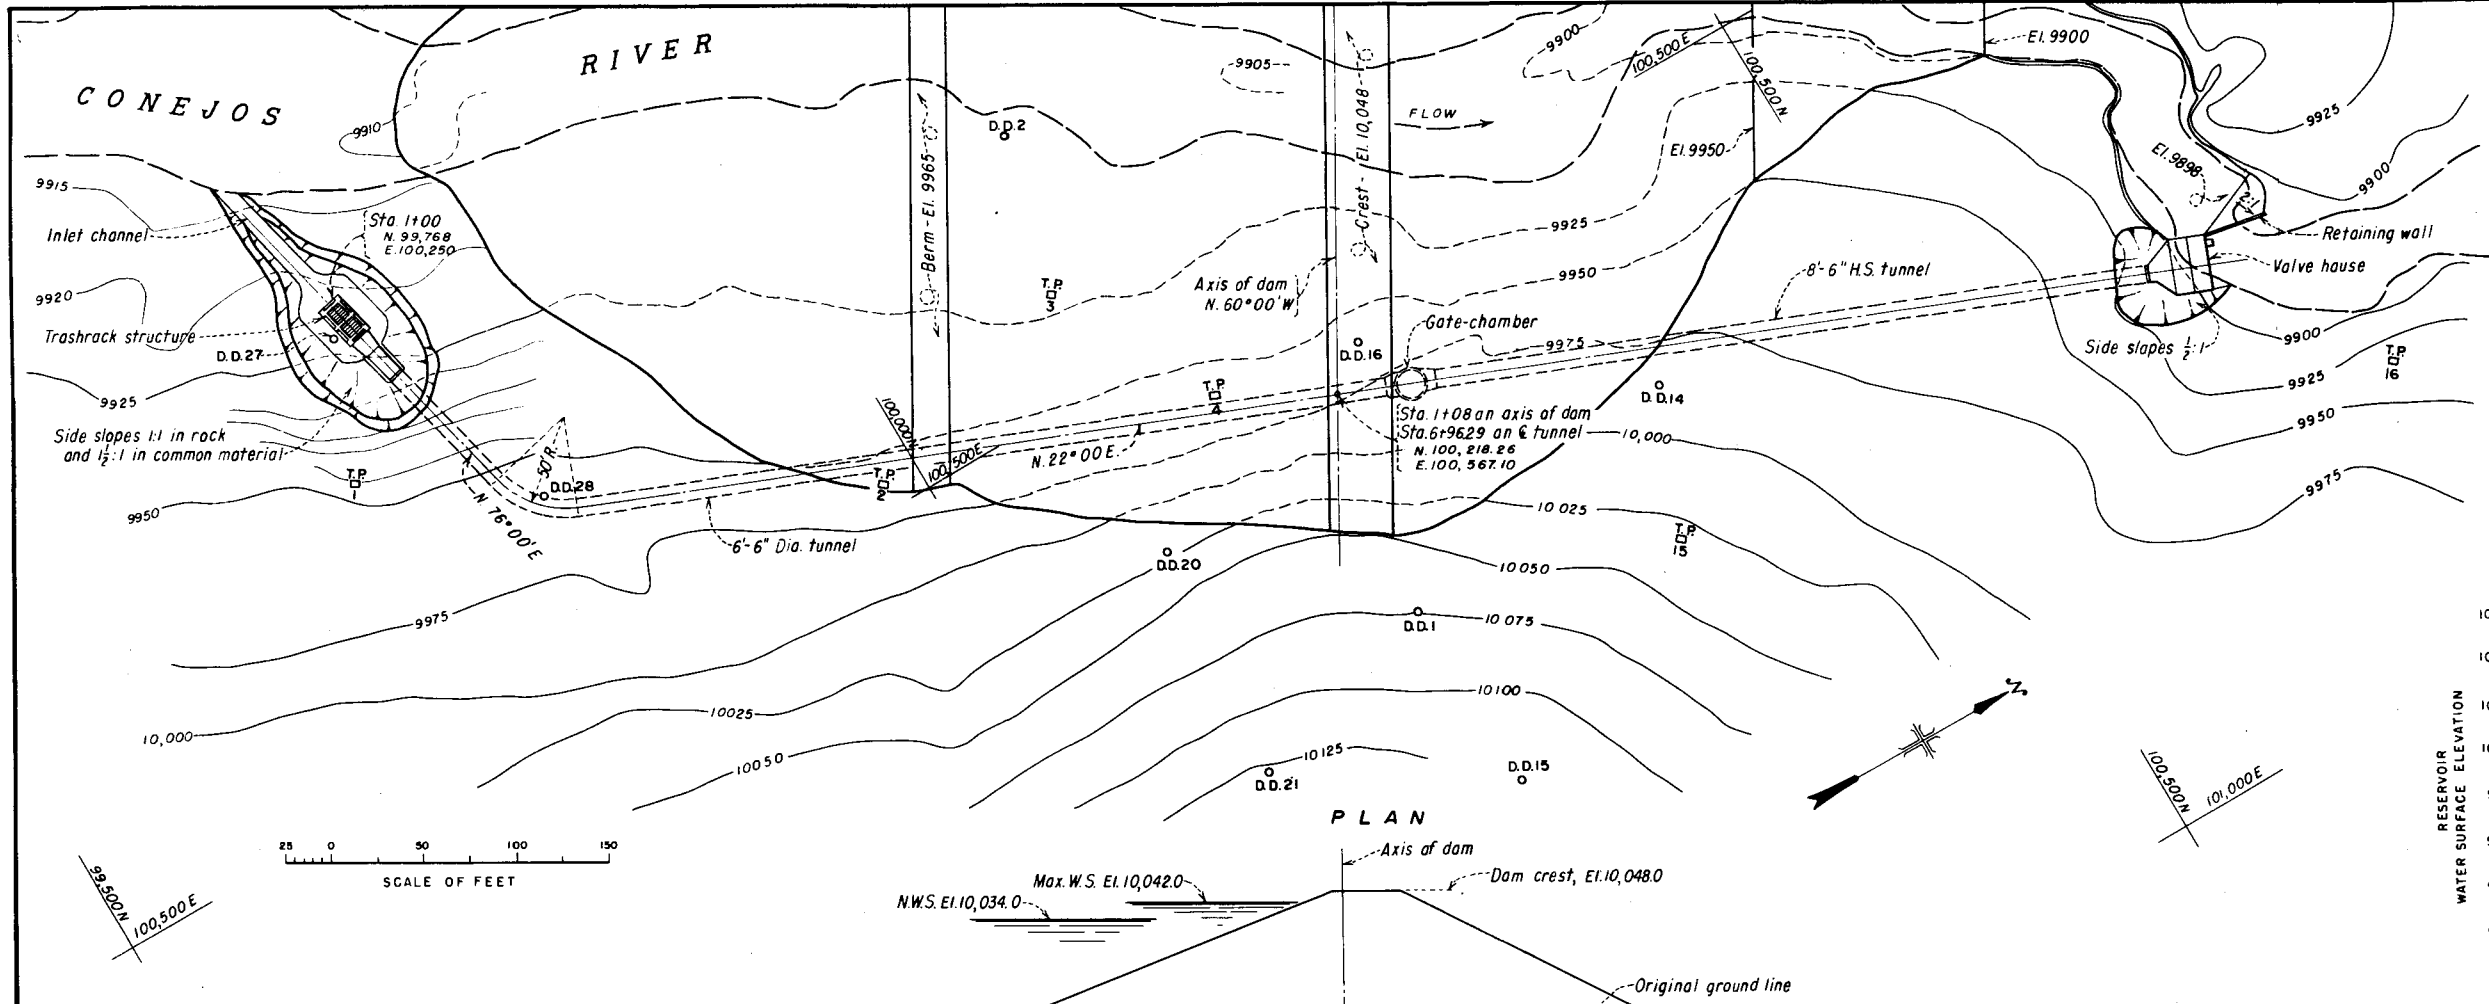 CONEJOS
RIVER
9910
9915
9920
9925
9950
9975
10,000
10025
10050
Inlet channel
Sta. 1+00
N. 99,768
E. 100,250
Trashrack structure
D.D.27
Side slopes 1:1 in rock
and 1½:1 in common material
T.P.
1
N. 76°00'E
50'R.
D.D.28
6'-6" Dia. tunnel
T.P.
2
100,000N
100,500E
Berm - El. 9965
D.D.2
T.P.
3
T.P.
4
N. 22°00'E.
Axis of dam
N. 60°00'W
Crest - El. 10,048
9905
9900
FLOW
100,500E
100,500N
El. 9950
9925
9950
9975
Gate-chamber
D.D.16
Sta. 1+08 on axis of dam
Sta. 6+96.29 on ℄ tunnel
N. 100,218.26
E. 100,567.10
10,000
D.D.14
8'-6" H.S. tunnel
El. 9900
9925
El. 9898
9900
2:1
Retaining wall
Valve house
Side slopes ½:1
9900
9925
9950
9975
T.P.
16
10 025
T.P.
15
D.D.20
10 050
D.D.1
10 075
10100
10125
D.D.21
D.D.15
N
100,500N
101,000E
99,500N
100,500E
25 0 50 100 150
SCALE OF FEET
PLAN
Axis of dam
Dam crest, El. 10,048.0
Max. W.S. El. 10,042.0
N.W.S. El. 10,034.0
Original ground line
RESERVOIR
WATER SURFACE ELEVATION